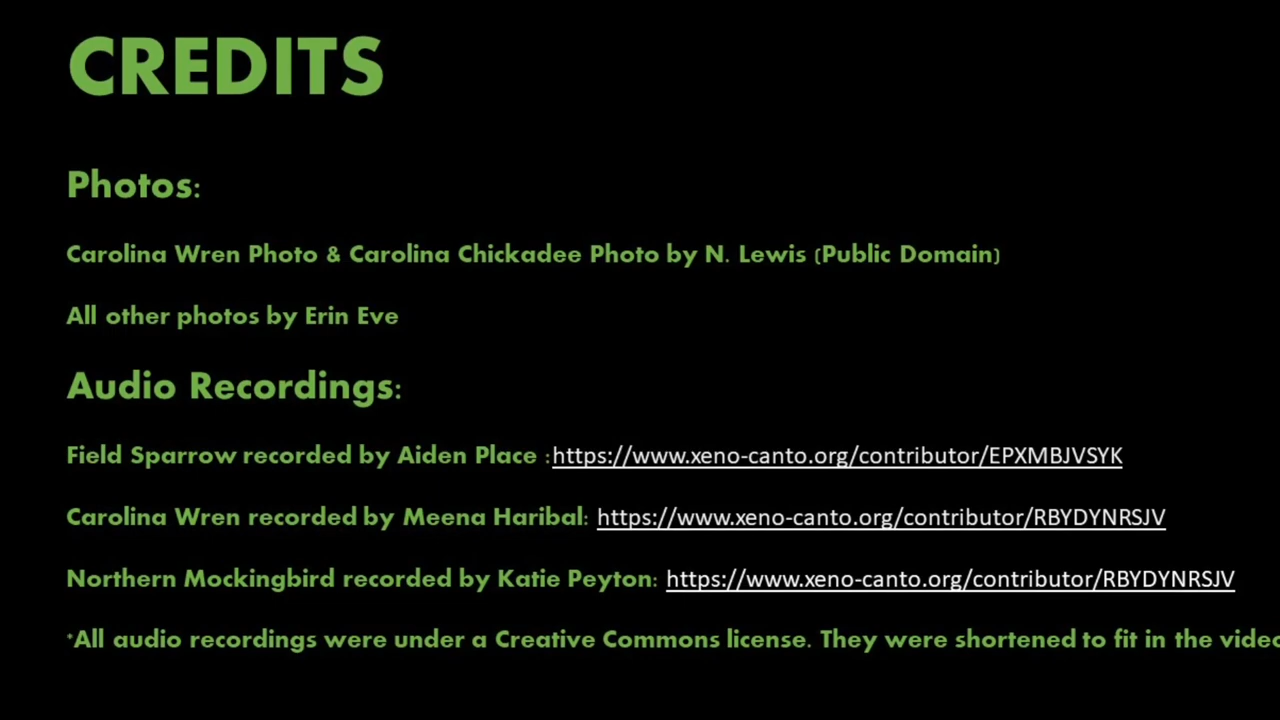 CREDITS
Photos:
Carolina Wren Photo & Carolina Chickadee Photo by N. Lewis (Public Domain)
All other photos by Erin Eve
Audio Recordings:
Field Sparrow recorded by Aiden Place :https://www.xeno-canto.org/contributor/EPXMBJVSYK
Carolina Wren recorded by Meena Haribal: https://www.xeno-canto.org/contributor/RBYDYNRSJV
Northern Mockingbird recorded by Katie Peyton: https://www.xeno-canto.org/contributor/RBYDYNRSJV
*All audio recordings were under a Creative Commons license. They were shortened to fit in the video